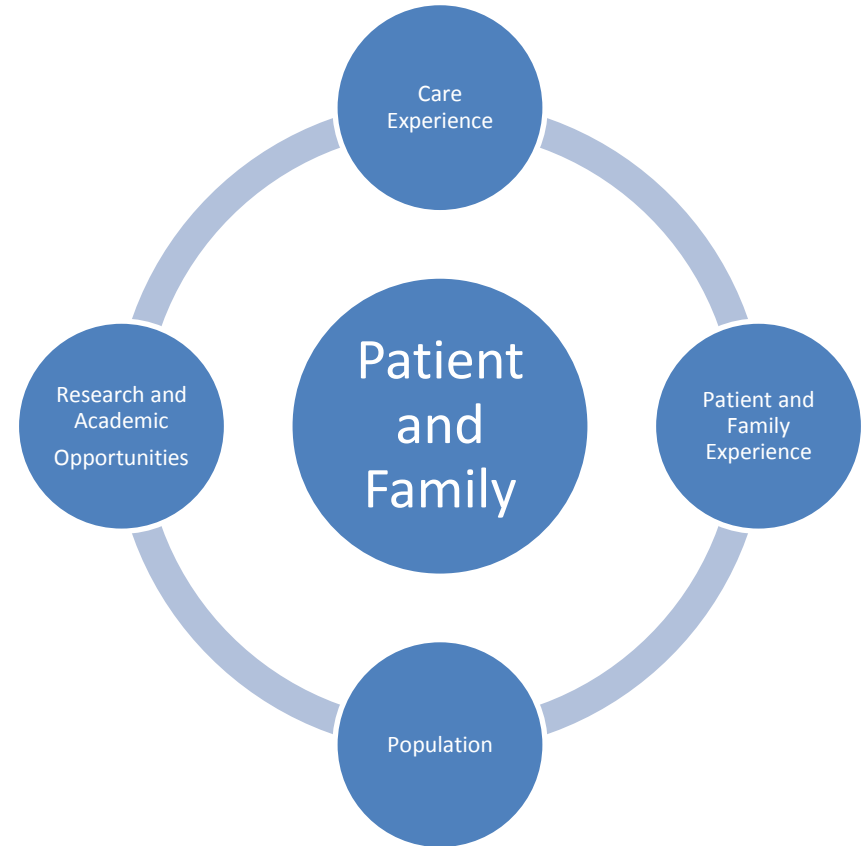 Care
Experience
Patient
and
Family
Research and
Academic
Opportunities
Patient and
Family
Experience
Population